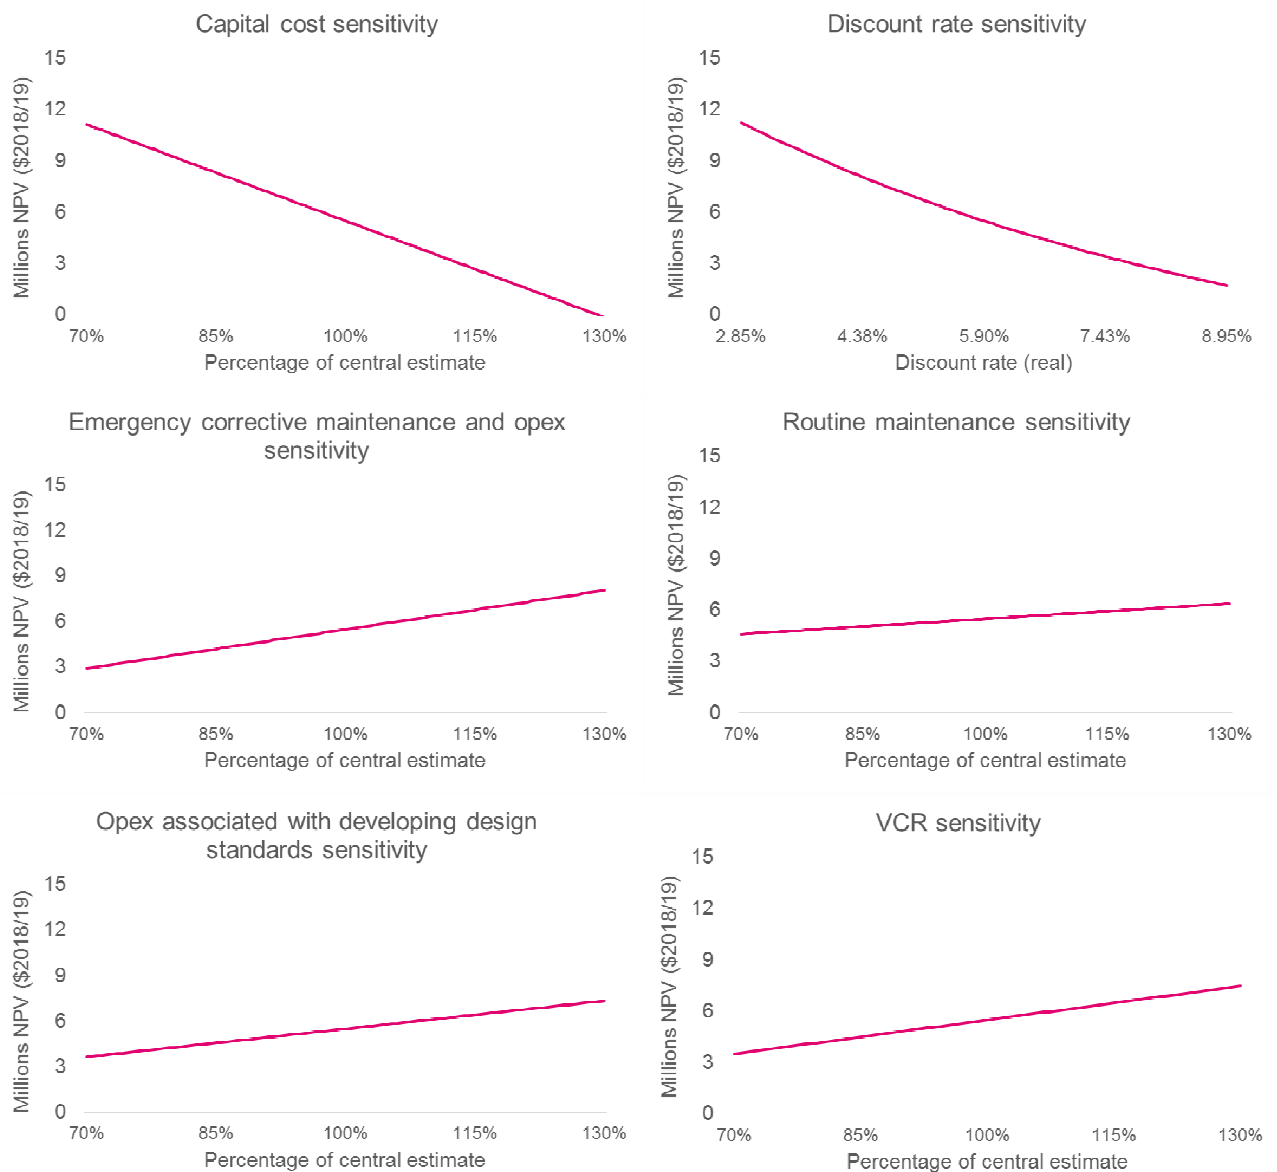 Capital cost sensitivity
Millions NPV ($2018/19)
15
12
9
6
3
0
70% 85% 100% 115% 130%
Percentage of central estimate
Discount rate sensitivity
Millions NPV ($2018/19)
15
12
9
6
3
0
2.85% 4.38% 5.90% 7.43% 8.95%
Discount rate (real)
Emergency corrective maintenance and opex
sensitivity
Millions NPV ($2018/19)
15
12
9
6
3
0
70% 85% 100% 115% 130%
Percentage of central estimate
Routine maintenance sensitivity
Millions NPV ($2018/19)
15
12
9
6
3
0
70% 85% 100% 115% 130%
Percentage of central estimate
Opex associated with developing design
standards sensitivity
Millions NPV ($2018/19)
15
12
9
6
3
0
70% 85% 100% 115% 130%
Percentage of central estimate
VCR sensitivity
Millions NPV ($2018/19)
15
12
9
6
3
0
70% 85% 100% 115% 130%
Percentage of central estimate